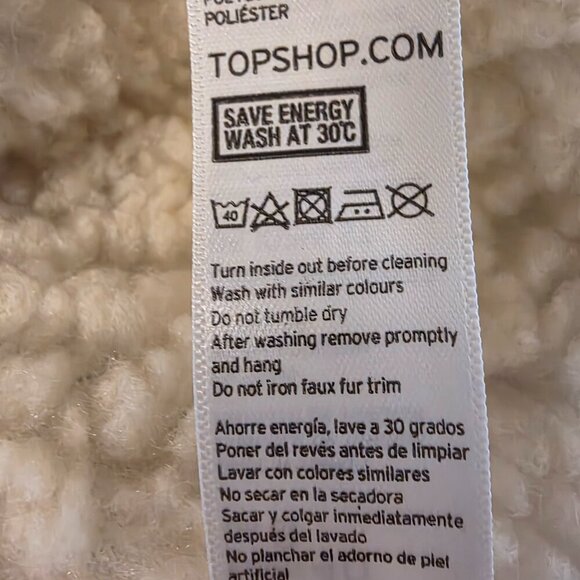 POLIÉSTER
TOPSHOP.COM
SAVE ENERGY
WASH AT 30°C
40
Turn inside out before cleaning
Wash with similar colours
Do not tumble dry
After washing remove promptly
and hang
Do not iron faux fur trim
Ahorre energía, lave a 30 grados
Poner del revés antes de limpiar
Lavar con colores similares
No secar en la secadora
Sacar y colgar inmediatamente
después del lavado
No planchar el adorno de piel
artificial